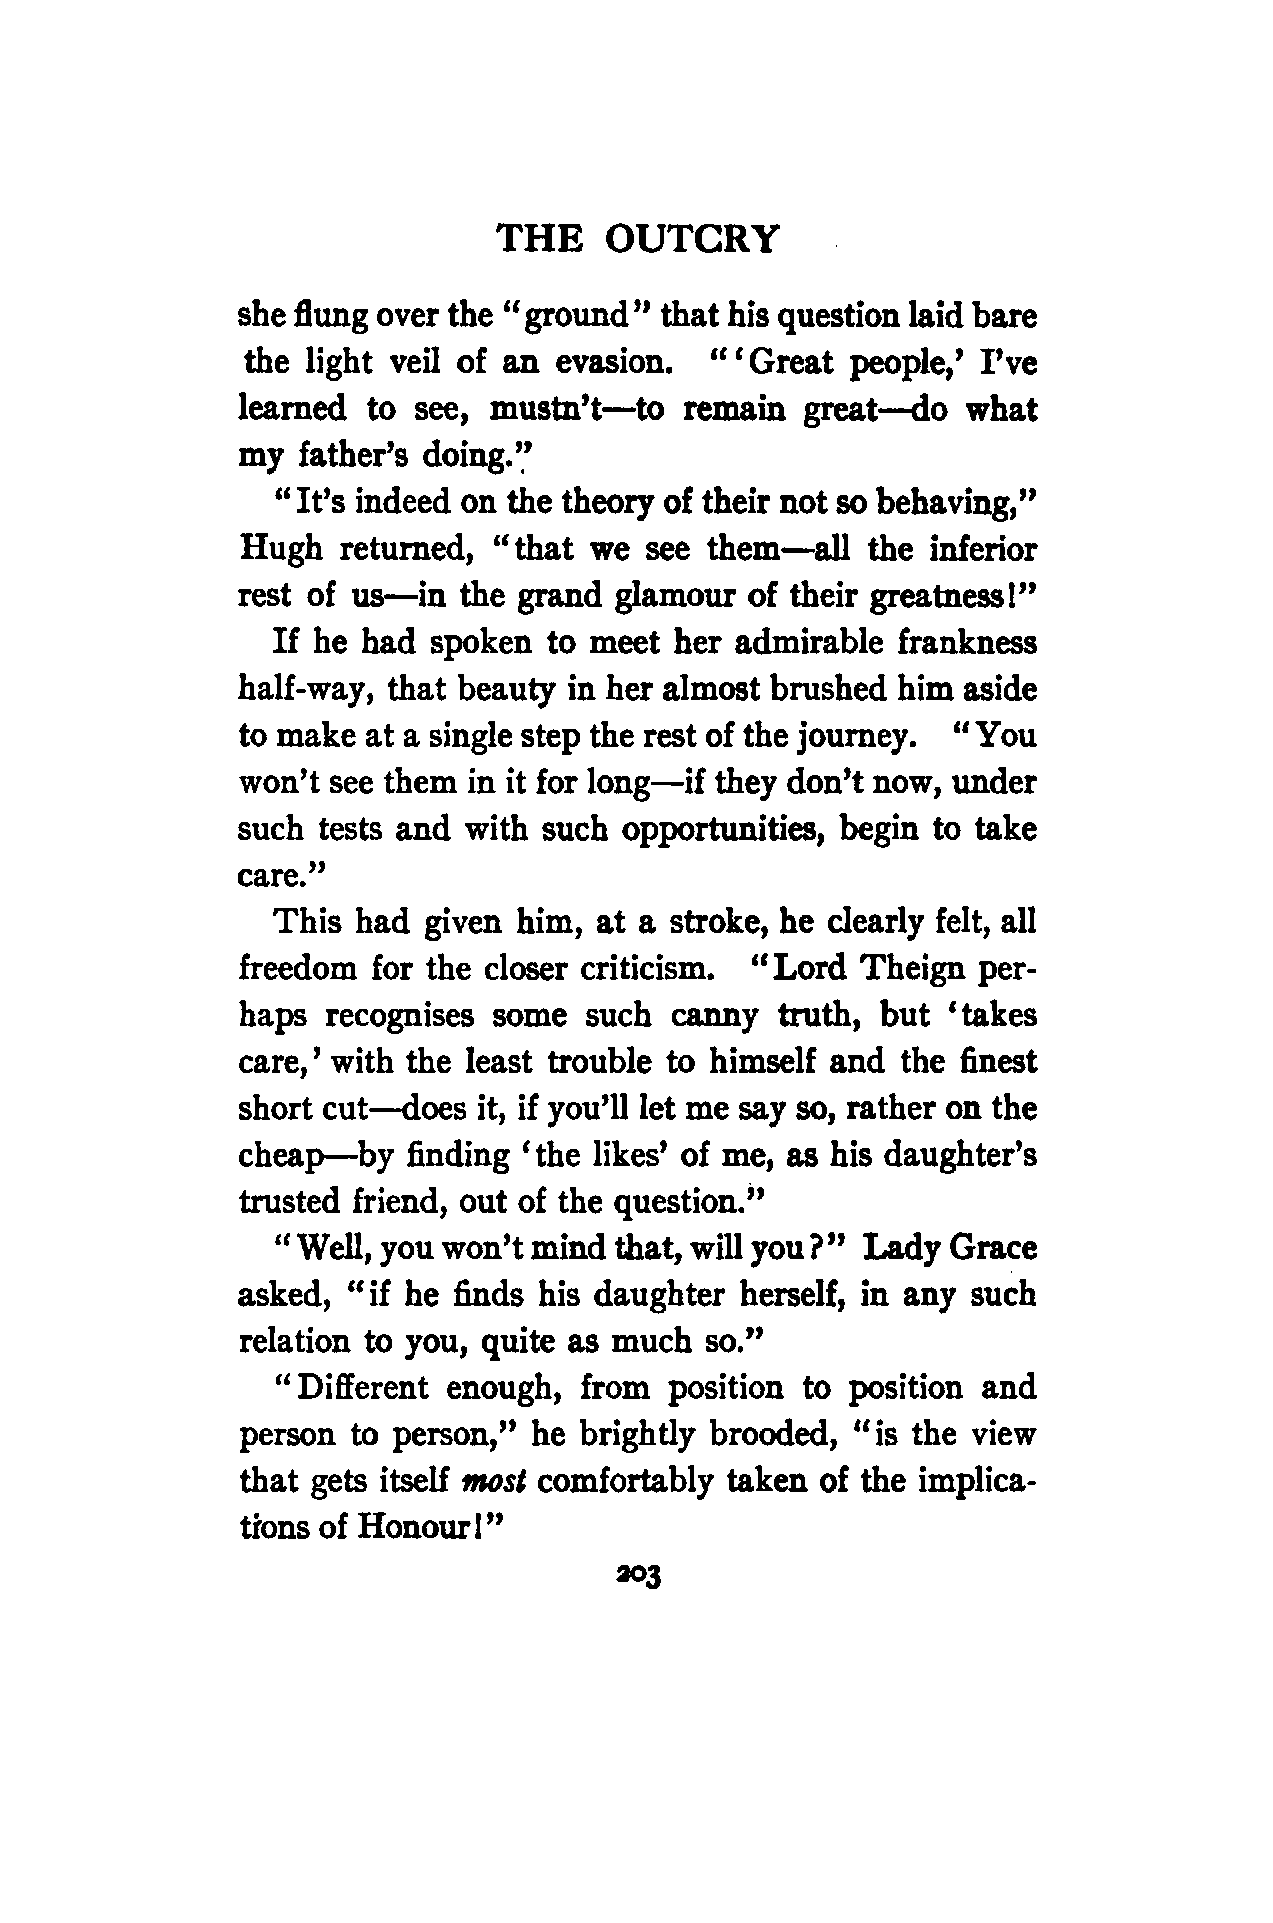 THE OUTCRY
she flung over the “ground” that his question laid bare
the light veil of an evasion. “‘Great people,’ I’ve
learned to see, mustn’t—to remain great—do what
my father’s doing.”
“It’s indeed on the theory of their not so behaving,”
Hugh returned, “that we see them—all the inferior
rest of us—in the grand glamour of their greatness!”
If he had spoken to meet her admirable frankness
half-way, that beauty in her almost brushed him aside
to make at a single step the rest of the journey. “You
won’t see them in it for long—if they don’t now, under
such tests and with such opportunities, begin to take
care.”
This had given him, at a stroke, he clearly felt, all
freedom for the closer criticism. “Lord Theign per-
haps recognises some such canny truth, but ‘takes
care,’ with the least trouble to himself and the finest
short cut—does it, if you’ll let me say so, rather on the
cheap—by finding ‘the likes’ of me, as his daughter’s
trusted friend, out of the question.”
“Well, you won’t mind that, will you?” Lady Grace
asked, “if he finds his daughter herself, in any such
relation to you, quite as much so.”
“Different enough, from position to position and
person to person,” he brightly brooded, “is the view
that gets itself most comfortably taken of the implica-
tions of Honour!”
203